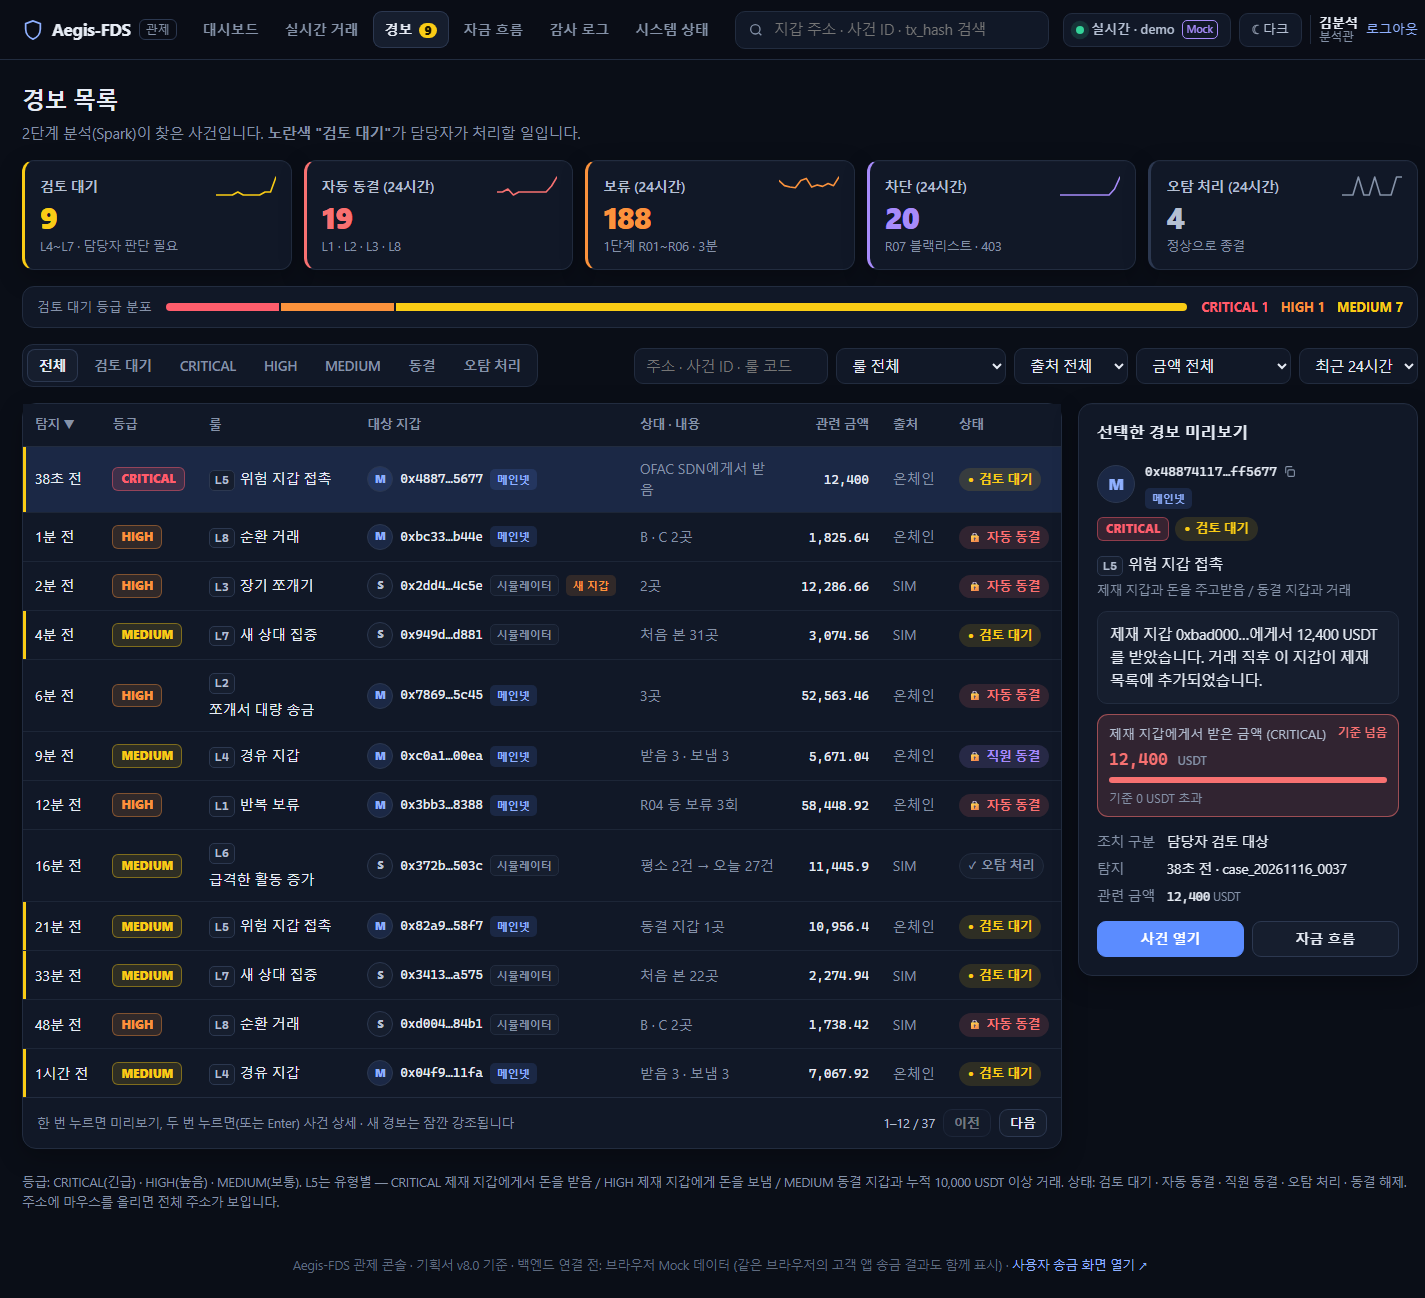 Aegis-FDS 관제 대시보드 실시간 거래 경보 9 자금 흐름 감사 로그 시스템 상태 지갑 주소 · 사건 ID · tx_hash 검색 실시간 · demo Mock ☾ 다크 김분석 분석관 로그아웃
경보 목록
2단계 분석(Spark)이 찾은 사건입니다. 노란색 "검토 대기"가 담당자가 처리할 일입니다.
검토 대기
9
L4~L7 · 담당자 판단 필요
자동 동결 (24시간)
19
L1 · L2 · L3 · L8
보류 (24시간)
188
1단계 R01~R06 · 3분
차단 (24시간)
20
R07 블랙리스트 · 403
오탐 처리 (24시간)
4
정상으로 종결
검토 대기 등급 분포 CRITICAL 1 HIGH 1 MEDIUM 7
전체 검토 대기 CRITICAL HIGH MEDIUM 동결 오탐 처리 주소 · 사건 ID · 룰 코드 룰 전체 출처 전체 금액 전체 최근 24시간
탐지 ▼ 등급 룰 대상 지갑 상대 · 내용 관련 금액 출처 상태
38초 전 CRITICAL L5 위험 지갑 접촉 M 0x4887…5677 메인넷 OFAC SDN에게서 받음 12,400 온체인 • 검토 대기
1분 전 HIGH L8 순환 거래 M 0xbc33…b44e 메인넷 B · C 2곳 1,825.64 온체인 자동 동결
2분 전 HIGH L3 장기 쪼개기 S 0x2dd4…4c5e 시뮬레이터 새 지갑 2곳 12,286.66 SIM 자동 동결
4분 전 MEDIUM L7 새 상대 집중 S 0x949d…d881 시뮬레이터 처음 본 31곳 3,074.56 SIM • 검토 대기
6분 전 HIGH L2 쪼개서 대량 송금 M 0x7869…5c45 메인넷 3곳 52,563.46 온체인 자동 동결
9분 전 MEDIUM L4 경유 지갑 M 0xc0a1…00ea 메인넷 받음 3 · 보냄 3 5,671.04 온체인 직원 동결
12분 전 HIGH L1 반복 보류 M 0x3bb3…8388 메인넷 R04 등 보류 3회 58,448.92 온체인 자동 동결
16분 전 MEDIUM L6 급격한 활동 증가 S 0x372b…503c 시뮬레이터 평소 2건 → 오늘 27건 11,445.9 SIM ✓ 오탐 처리
21분 전 MEDIUM L5 위험 지갑 접촉 M 0x82a9…58f7 메인넷 동결 지갑 1곳 10,956.4 온체인 • 검토 대기
33분 전 MEDIUM L7 새 상대 집중 S 0x3413…a575 시뮬레이터 처음 본 22곳 2,274.94 SIM • 검토 대기
48분 전 HIGH L8 순환 거래 S 0xd004…84b1 시뮬레이터 B · C 2곳 1,738.42 SIM 자동 동결
1시간 전 MEDIUM L4 경유 지갑 M 0x04f9…11fa 메인넷 받음 3 · 보냄 3 7,067.92 온체인 • 검토 대기
한 번 누르면 미리보기, 두 번 누르면(또는 Enter) 사건 상세 · 새 경보는 잠깐 강조됩니다 1–12 / 37 이전 다음
선택한 경보 미리보기
M 0x48874117…ff5677
메인넷
CRITICAL • 검토 대기
L5 위험 지갑 접촉
제재 지갑과 돈을 주고받음 / 동결 지갑과 거래
제재 지갑 0xbad000…에게서 12,400 USDT
를 받았습니다. 거래 직후 이 지갑이 제재
목록에 추가되었습니다.
제재 지갑에게서 받은 금액 (CRITICAL) 기준 넘음
12,400 USDT
기준 0 USDT 초과
조치 구분 담당자 검토 대상
탐지 38초 전 · case_20261116_0037
관련 금액 12,400 USDT
사건 열기 자금 흐름
등급: CRITICAL(긴급) · HIGH(높음) · MEDIUM(보통). L5는 유형별 — CRITICAL 제재 지갑에게서 돈을 받음 / HIGH 제재 지갑에게 돈을 보냄 / MEDIUM 동결 지갑과 누적 10,000 USDT 이상 거래. 상태: 검토 대기 · 자동 동결 · 직원 동결 · 오탐 처리 · 동결 해제.
주소에 마우스를 올리면 전체 주소가 보입니다.
Aegis-FDS 관제 콘솔 · 기획서 v8.0 기준 · 백엔드 연결 전: 브라우저 Mock 데이터 (같은 브라우저의 고객 앱 송금 결과도 함께 표시) · 사용자 송금 화면 열기 ↗